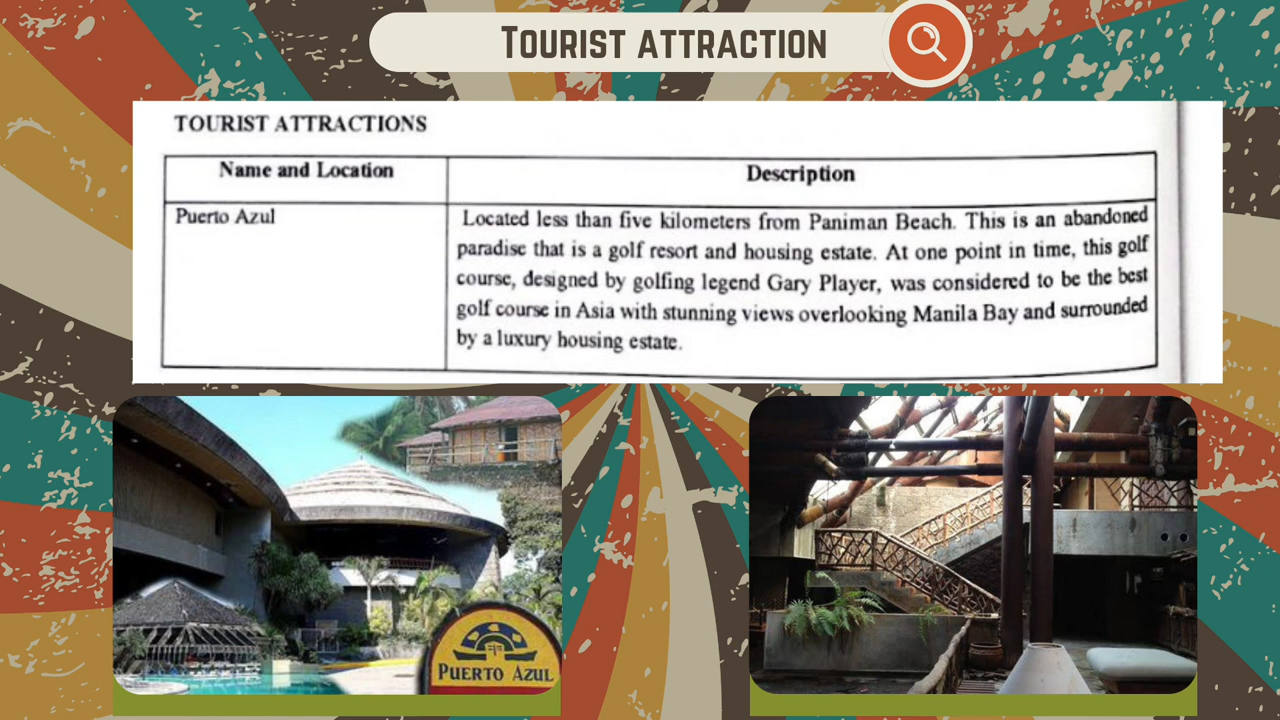 TOURIST ATTRACTION
TOURIST ATTRACTIONS
Name and Location
Description
Puerto Azul
Located less than five kilometers from Paniman Beach. This is an abandoned
paradise that is a golf resort and housing estate. At one point in time, this golf
course, designed by golfing legend Gary Player, was considered to be the best
golf course in Asia with stunning views overlooking Manila Bay and surrounded
by a luxury housing estate.
PUERTO AZUL